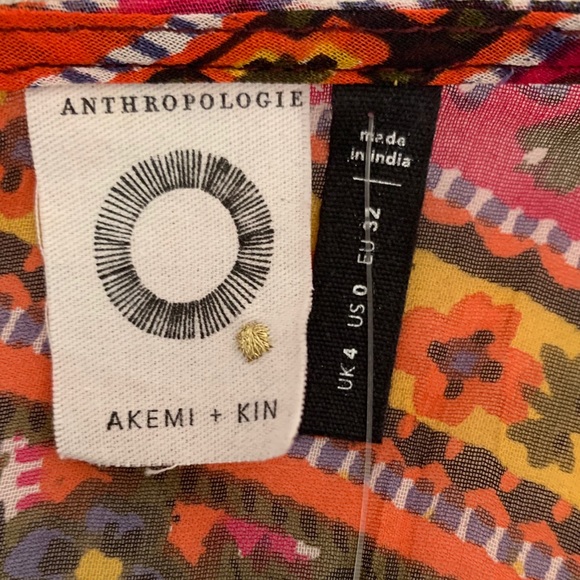 ANTHROPOLOGIE
AKEMI + KIN
made
in india
UK 4 US 0 EU 32